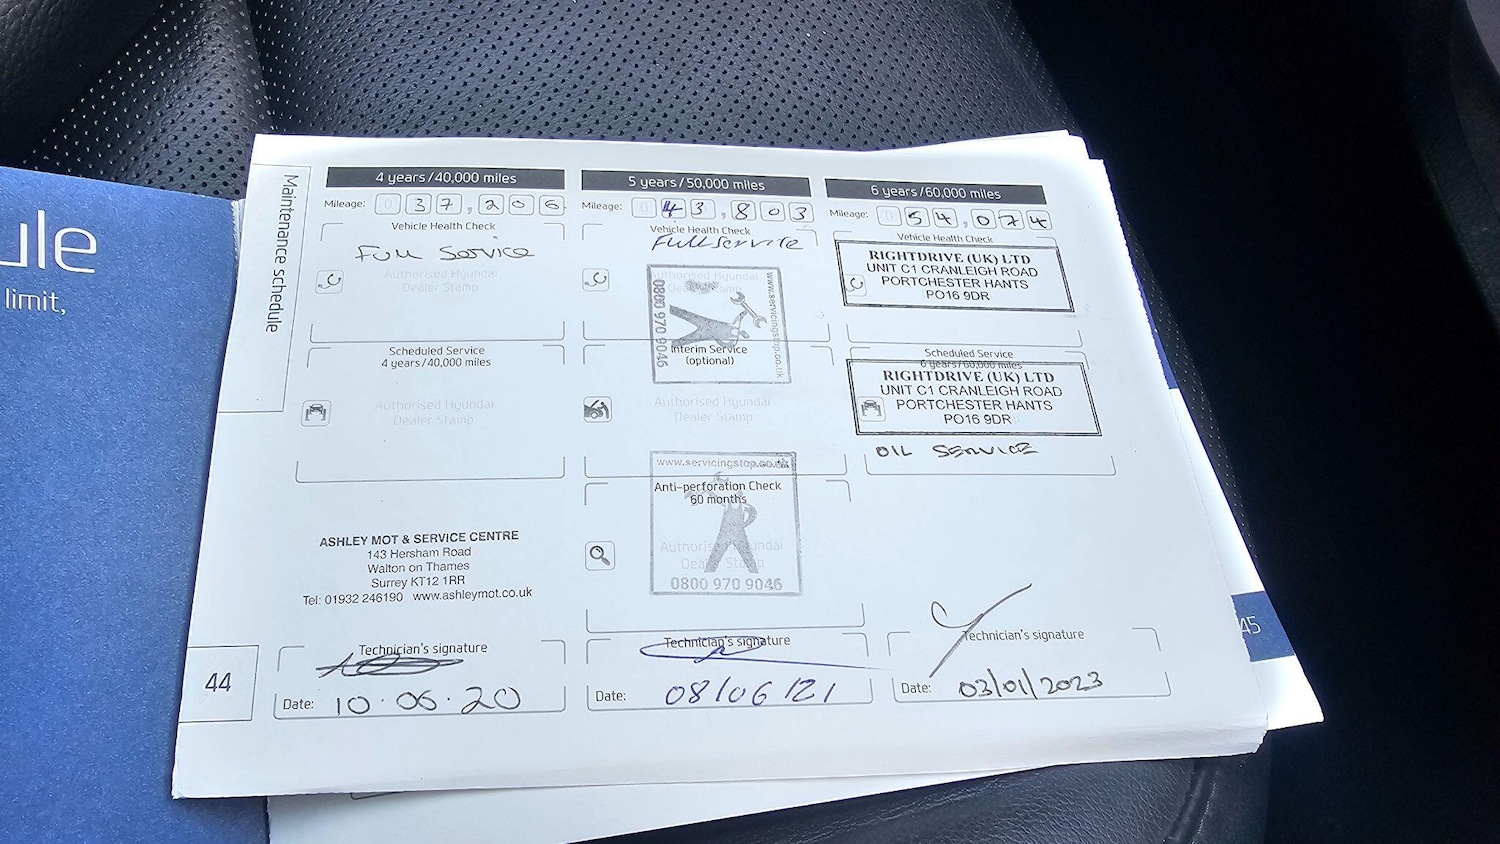 ule
limit,
Maintenance schedule
44
4 years/40,000 miles
Mileage: 0 37,206
Vehicle Health Check
Full Service
Authorised Hyundai
Dealer Stamp
Scheduled Service
4 years/40,000 miles
Authorised Hyundai
Dealer Stamp
ASHLEY MOT & SERVICE CENTRE
143 Hersham Road
Walton on Thames
Surrey KT12 1RR
Tel: 01932 246190 www.ashleymot.co.uk
Technician's signature
Date: 10.06.20
5 years/50,000 miles
Mileage: 0 43,803
Vehicle Health Check
Full service
Authorised Hyundai
Dealer Stamp
0800 970 9046
www.servicingstop.co.uk
Interim Service
(optional)
Authorised Hyundai
Dealer Stamp
www.servicingstop.co.uk
Anti-perforation Check
60 months
Authorised Hyundai
Dealer Stamp
0800 970 9046
Technician's signature
Date: 08/06/21
6 years/60,000 miles
Mileage: 0 54,074
Vehicle Health Check
RIGHTDRIVE (UK) LTD
UNIT C1 CRANLEIGH ROAD
PORTCHESTER HANTS
PO16 9DR
Scheduled Service
6 years/60,000 miles
RIGHTDRIVE (UK) LTD
UNIT C1 CRANLEIGH ROAD
PORTCHESTER HANTS
PO16 9DR
OIL SERVICE
Technician's signature
Date: 03/01/2023
45